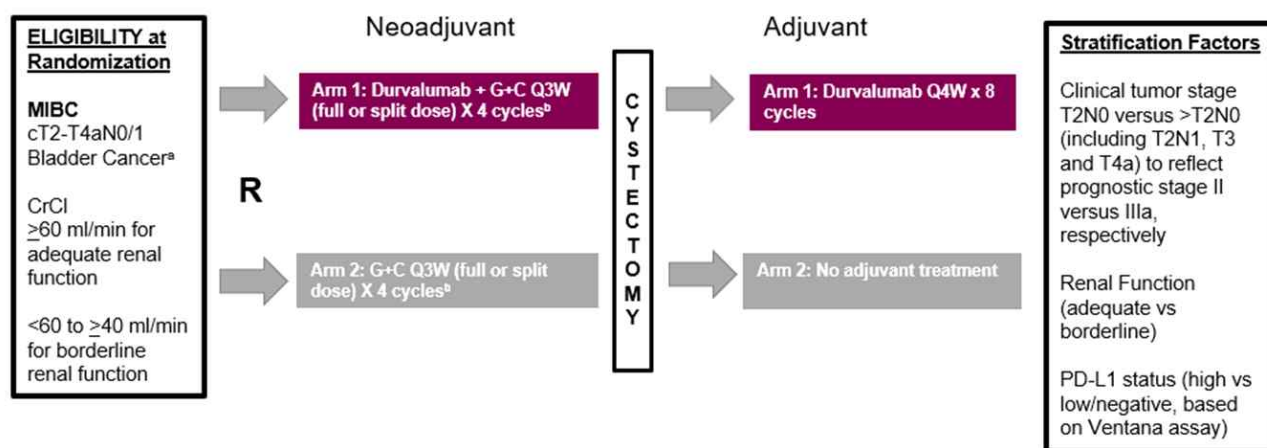 Neoadjuvant
Adjuvant
ELIGIBILITY at
Randomization
MIBC
cT2-T4aN0/1
Bladder Cancerᵃ
CrCl
≥60 ml/min for
adequate renal
function
<60 to ≥40 ml/min
for borderline
renal function
R
Arm 1: Durvalumab + G+C Q3W
(full or split dose) X 4 cyclesᵇ
Arm 2: G+C Q3W (full or split
dose) X 4 cyclesᵇ
C
Y
S
T
E
C
T
O
M
Y
Arm 1: Durvalumab Q4W x 8
cycles
Arm 2: No adjuvant treatment
Stratification Factors
Clinical tumor stage
T2N0 versus >T2N0
(including T2N1, T3
and T4a) to reflect
prognostic stage II
versus IIIa,
respectively
Renal Function
(adequate vs
borderline)
PD-L1 status (high vs
low/negative, based
on Ventana assay)